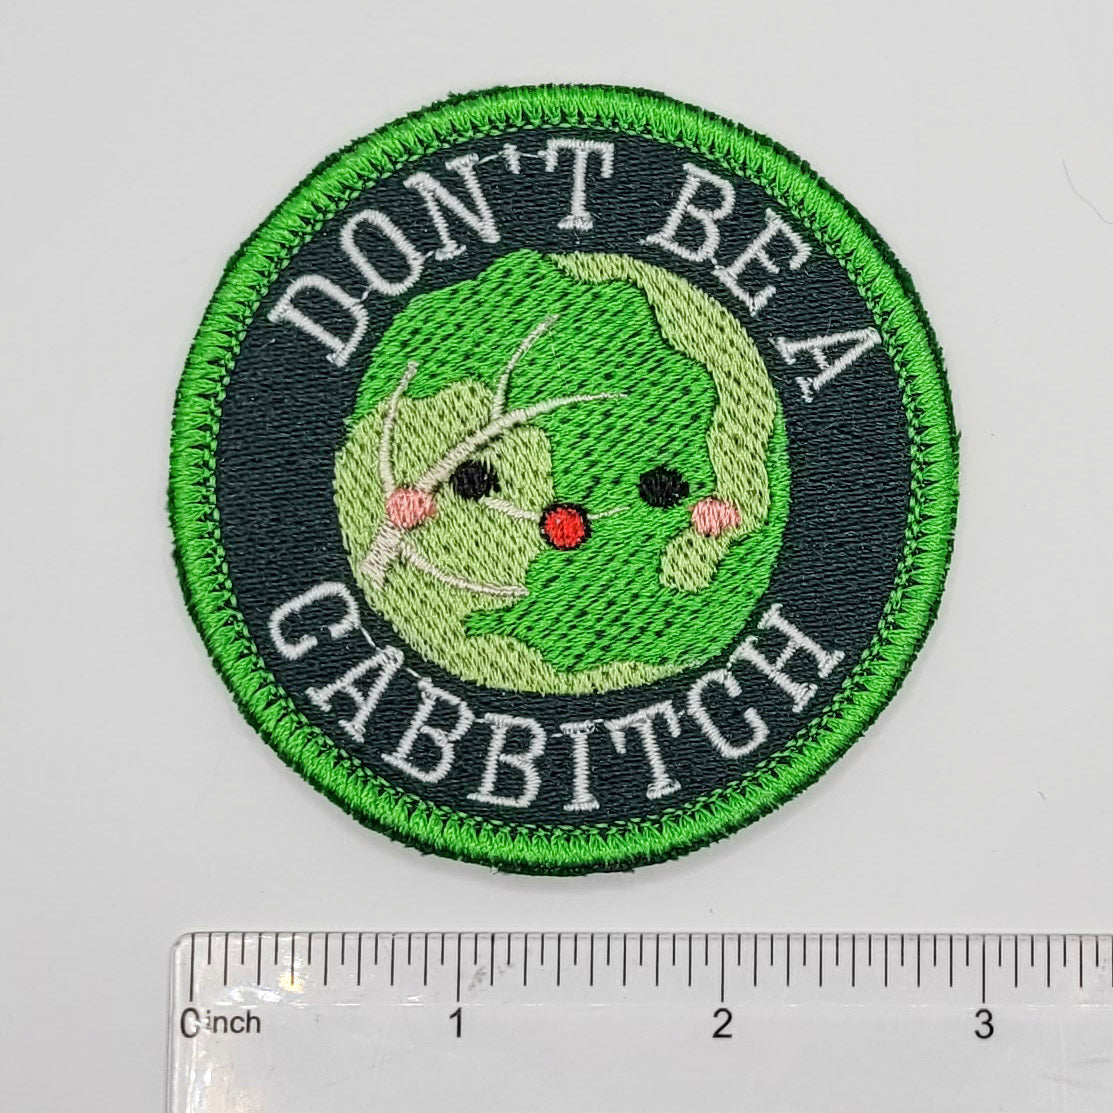 DON'T BE A
CABBITCH
0 inch 1 2 3